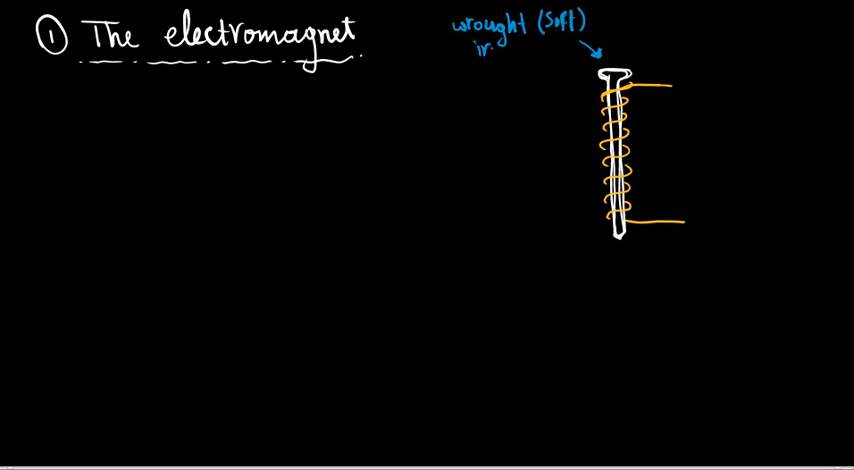 ① The electromagnet
wrought (soft)
ir.